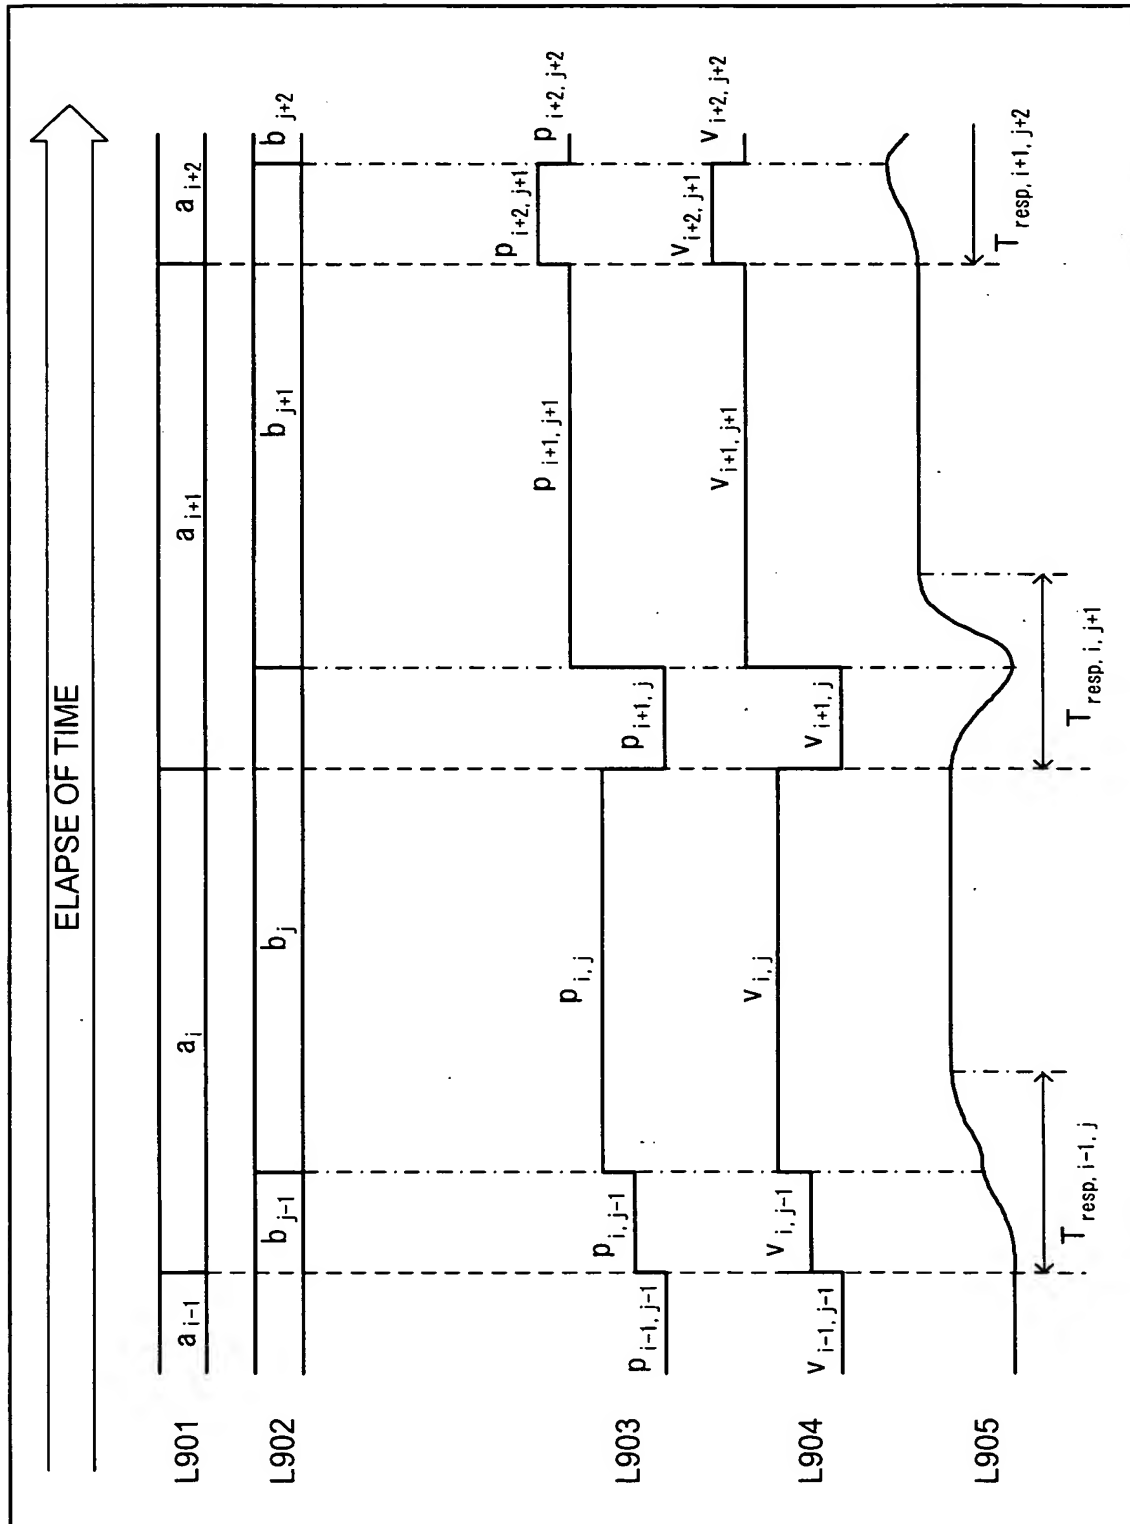 ELAPSE OF TIME
L901 a i-1 a i a i+1 a i+2
L902 b j-1 b j b j+1 b j+2
L903 p i-1, j-1 p i, j-1 p i, j p i+1, j p i+1, j+1 p i+2, j+1 p i+2, j+2
L904 v i-1, j-1 v i, j-1 v i, j v i+1, j v i+1, j+1 v i+2, j+1 v i+2, j+2
L905
T resp, i-1, j T resp, i, j+1 T resp, i+1, j+2